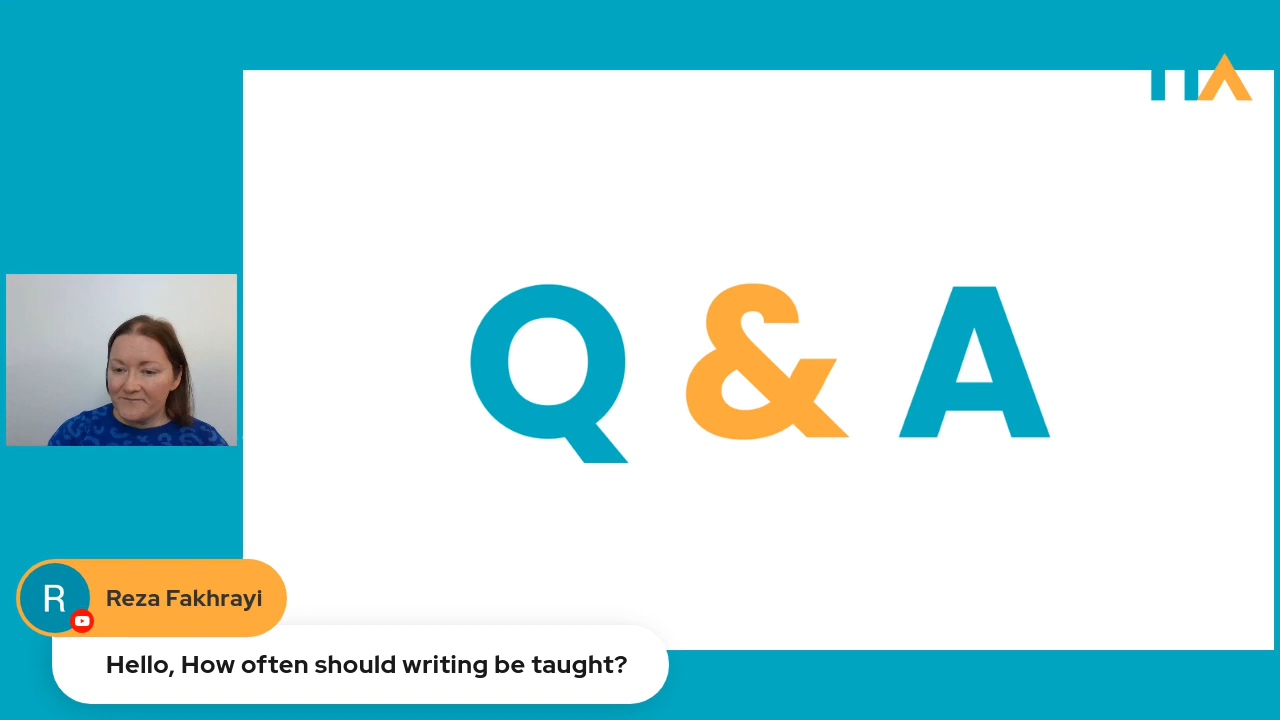 Q & A
R
Reza Fakhrayi
Hello, How often should writing be taught?